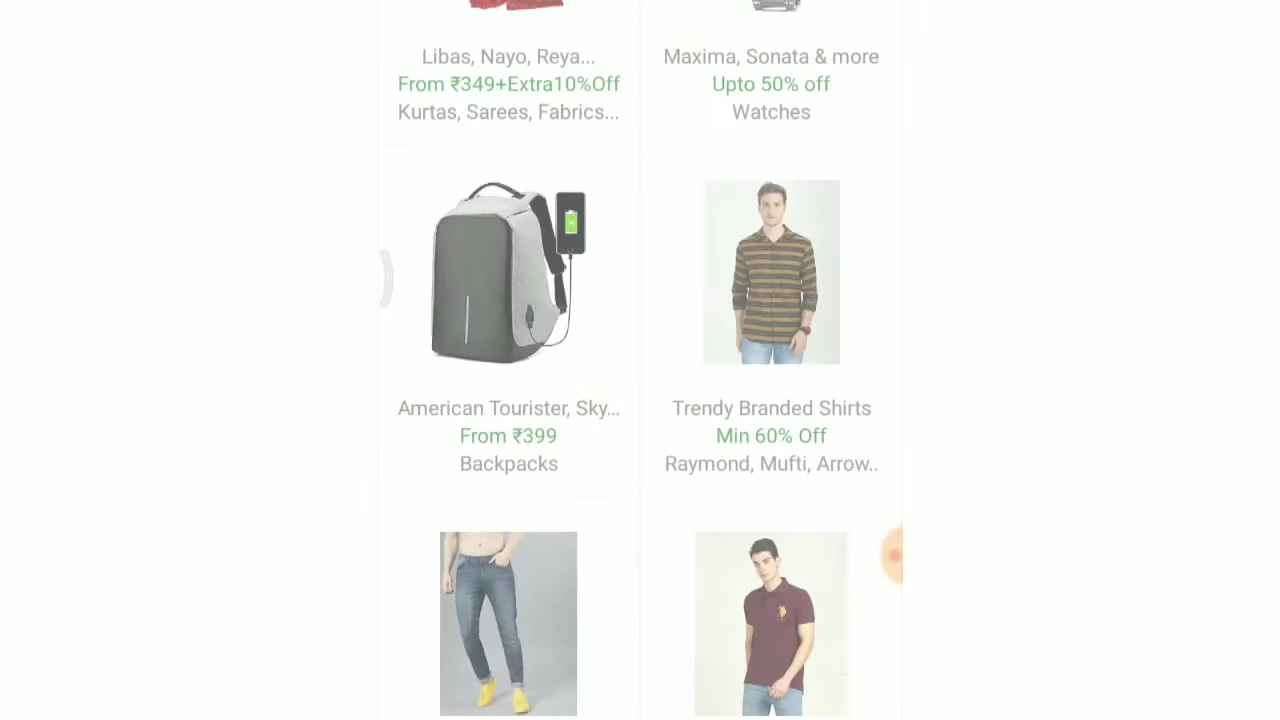 Libas, Nayo, Reya...
From ₹349+Extra10%Off
Kurtas, Sarees, Fabrics...
Maxima, Sonata & more
Upto 50% off
Watches
American Tourister, Sky...
From ₹399
Backpacks
Trendy Branded Shirts
Min 60% Off
Raymond, Mufti, Arrow..